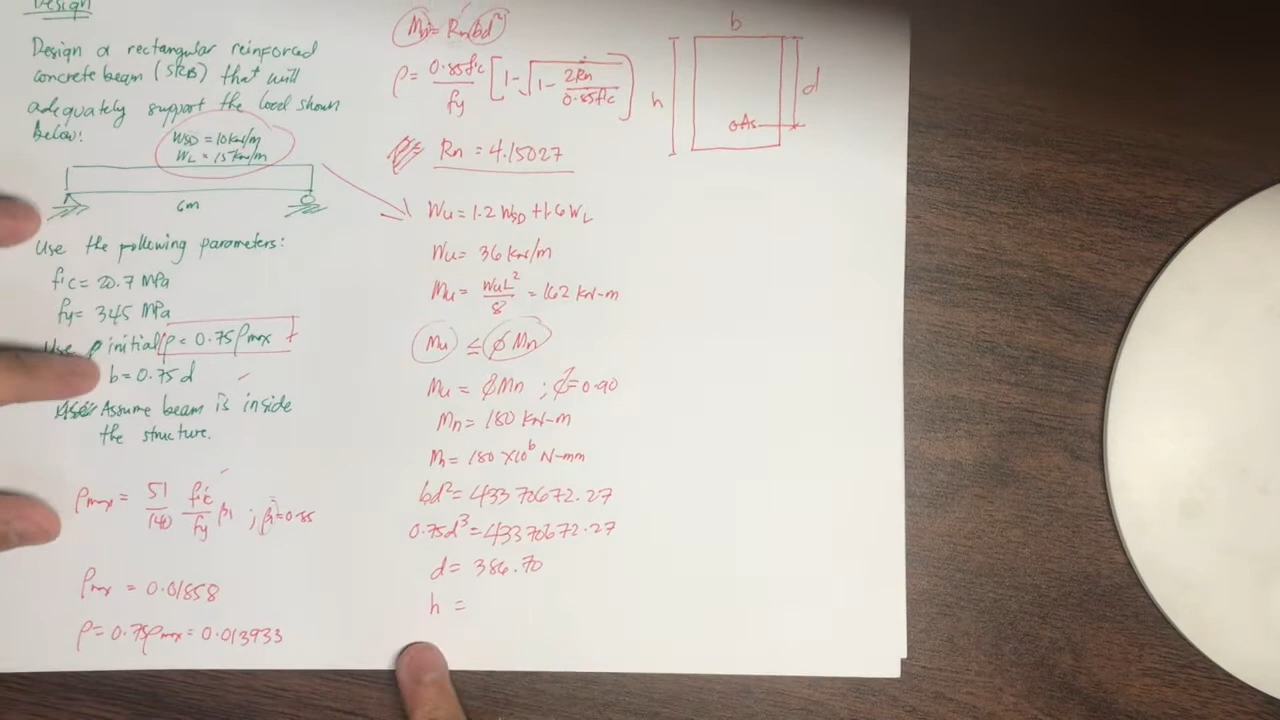 Design
Design a rectangular reinforced
concrete beam (SRB) that will
adequately support the load shown
below:
WSD = 10 kN/m
WL = 15 kN/m
6m
Use the following parameters:
f'c = 20.7 MPa
fy = 345 MPa
Use ρ initial ρ = 0.75ρmax
b = 0.75 d
Assume beam is inside
the structure.
ρmax = 51/140 f'c/fy β1 ; β1 = 0.85
ρmax = 0.01858
ρ = 0.75ρmax = 0.013933
Mn = Rn(bd²)
ρ = 0.85f'c/fy [1 - √(1 - 2Rn/0.85f'c)]
Rn = 4.15027
Wu = 1.2 WSD + 1.6 WL
Wu = 36 kN/m
Mu = WuL²/8 = 162 kN-m
Mu ≤ ϕMn
Mu = ϕMn ; ϕ = 0.90
Mn = 180 kN-m
Mn = 180 x10⁶ N-mm
bd² = 43370672.27
0.75d³ = 43370672.27
d = 386.70
h =
b
h
d
As